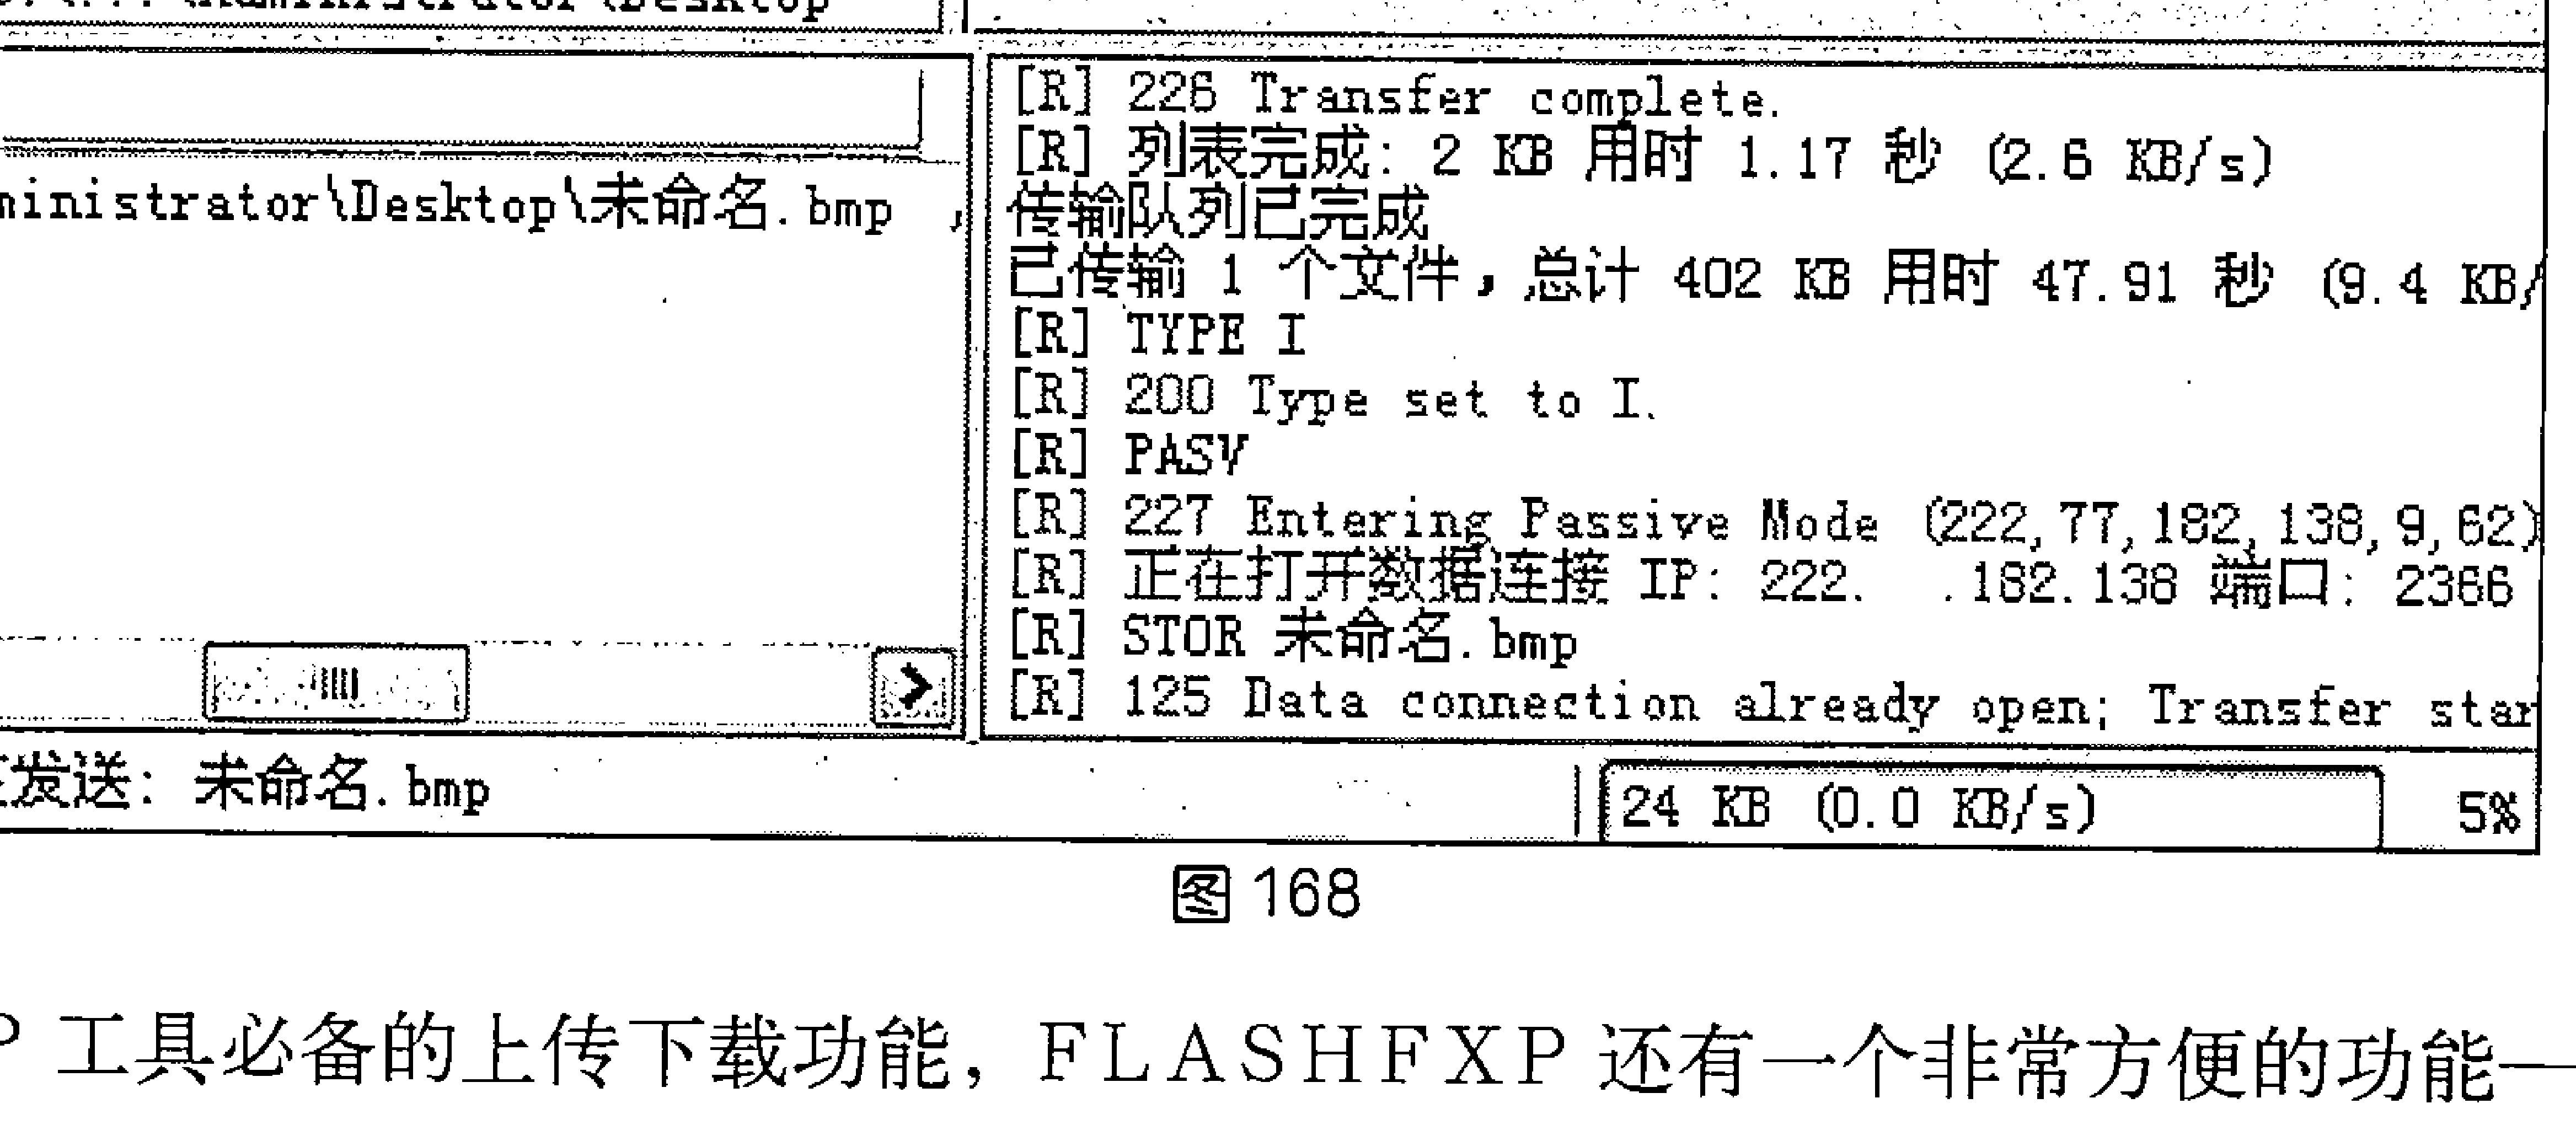 \Administrator\Desktop
ministrator\Desktop\未命名.bmp ,
[R] 226 Transfer complete.
[R] 列表完成: 2 KB 用时 1.17 秒 (2.6 KB/s)
传输队列已完成
已传输 1 个文件，总计 402 KB 用时 47.91 秒 (9.4 KB/
[R] TYPE I
[R] 200 Type set to I.
[R] PASV
[R] 227 Entering Passive Mode (222,77,182,138,9,62)
[R] 正在打开数据连接 IP: 222. .182.138 端口: 2366
[R] STOR 未命名.bmp
[R] 125 Data connection already open; Transfer star
发送: 未命名.bmp
24 KB (0.0 KB/s) 5%
图 168
P 工具必备的上传下载功能，FLASHFXP 还有一个非常方便的功能—